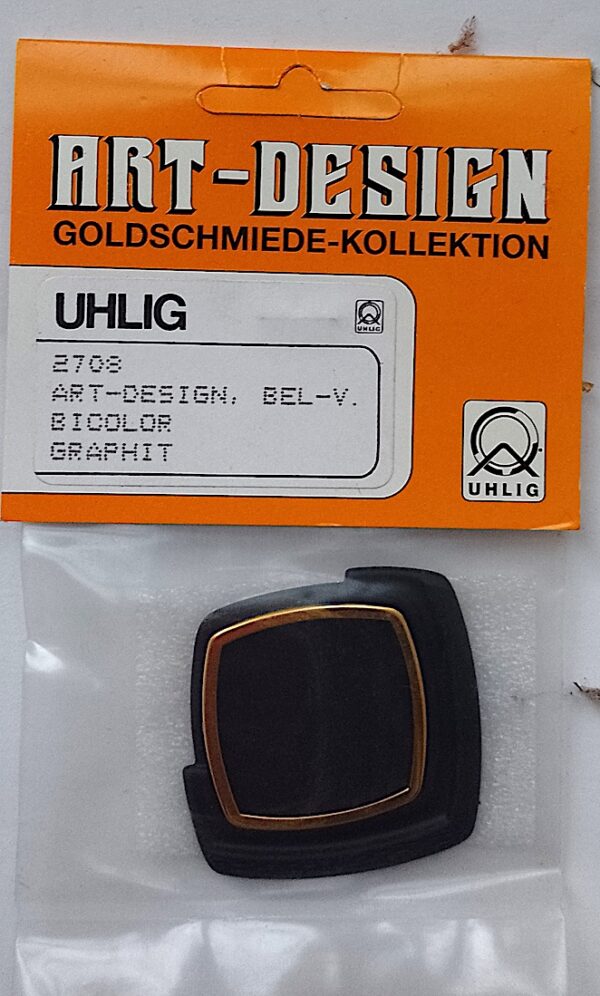 ART-DESIGN
GOLDSCHMIEDE-KOLLEKTION
UHLIG
UHLIG
2708
ART-DESIGN, BEL-V.
BICOLOR
GRAPHIT
UHLIG